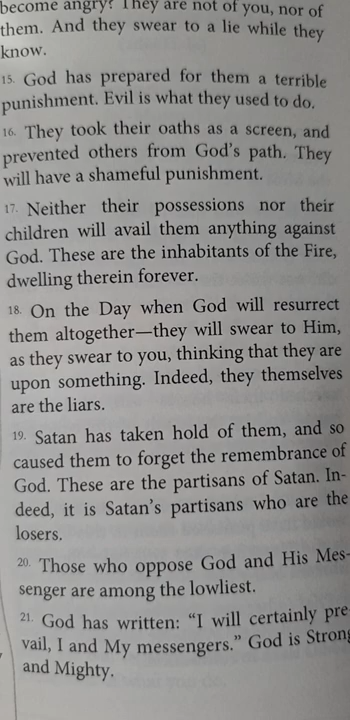 become angry? They are not of you, nor of
them. And they swear to a lie while they
know.
15. God has prepared for them a terrible
punishment. Evil is what they used to do.
16. They took their oaths as a screen, and
prevented others from God's path. They
will have a shameful punishment.
17. Neither their possessions nor their
children will avail them anything against
God. These are the inhabitants of the Fire,
dwelling therein forever.
18. On the Day when God will resurrect
them altogether—they will swear to Him,
as they swear to you, thinking that they are
upon something. Indeed, they themselves
are the liars.
19. Satan has taken hold of them, and so
caused them to forget the remembrance of
God. These are the partisans of Satan. In-
deed, it is Satan's partisans who are the
losers.
20. Those who oppose God and His Mes-
senger are among the lowliest.
21. God has written: “I will certainly pre
vail, I and My messengers.” God is Strong
and Mighty.